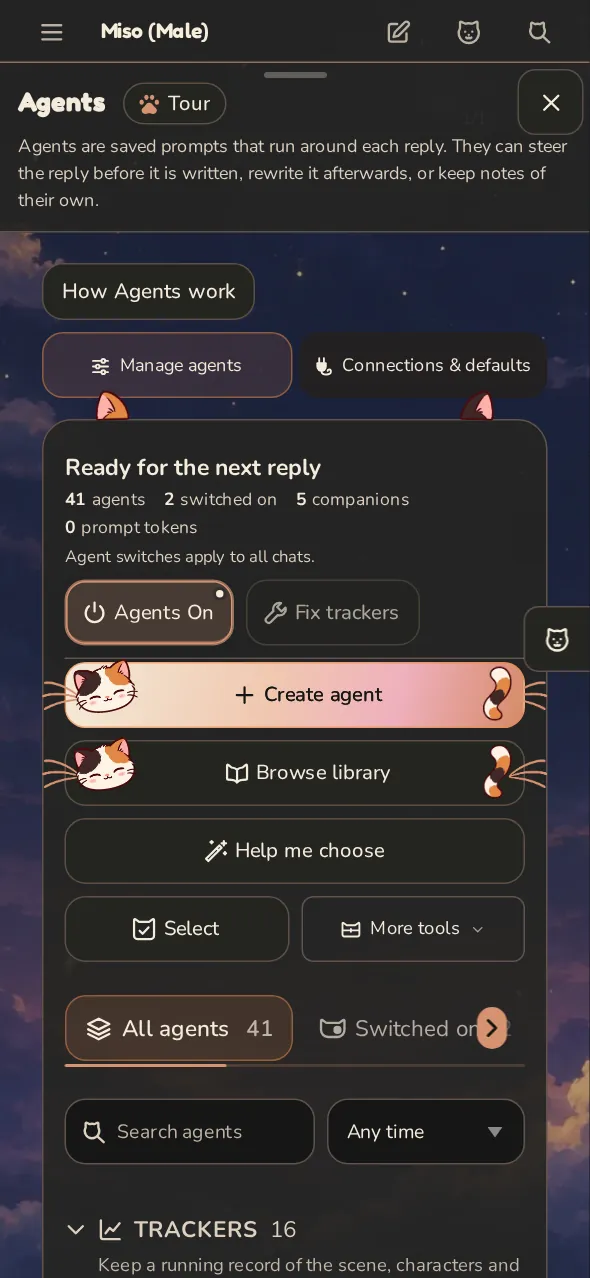 Miso (Male)
Agents
Tour
Agents are saved prompts that run around each reply. They can steer
the reply before it is written, rewrite it afterwards, or keep notes of
their own.
How Agents work
Manage agents
Connections & defaults
Ready for the next reply
41 agents 2 switched on 5 companions
0 prompt tokens
Agent switches apply to all chats.
Agents On
Fix trackers
Create agent
Browse library
Help me choose
Select
More tools
All agents 41
Switched on
Search agents
Any time
TRACKERS 16
Keep a running record of the scene, characters and